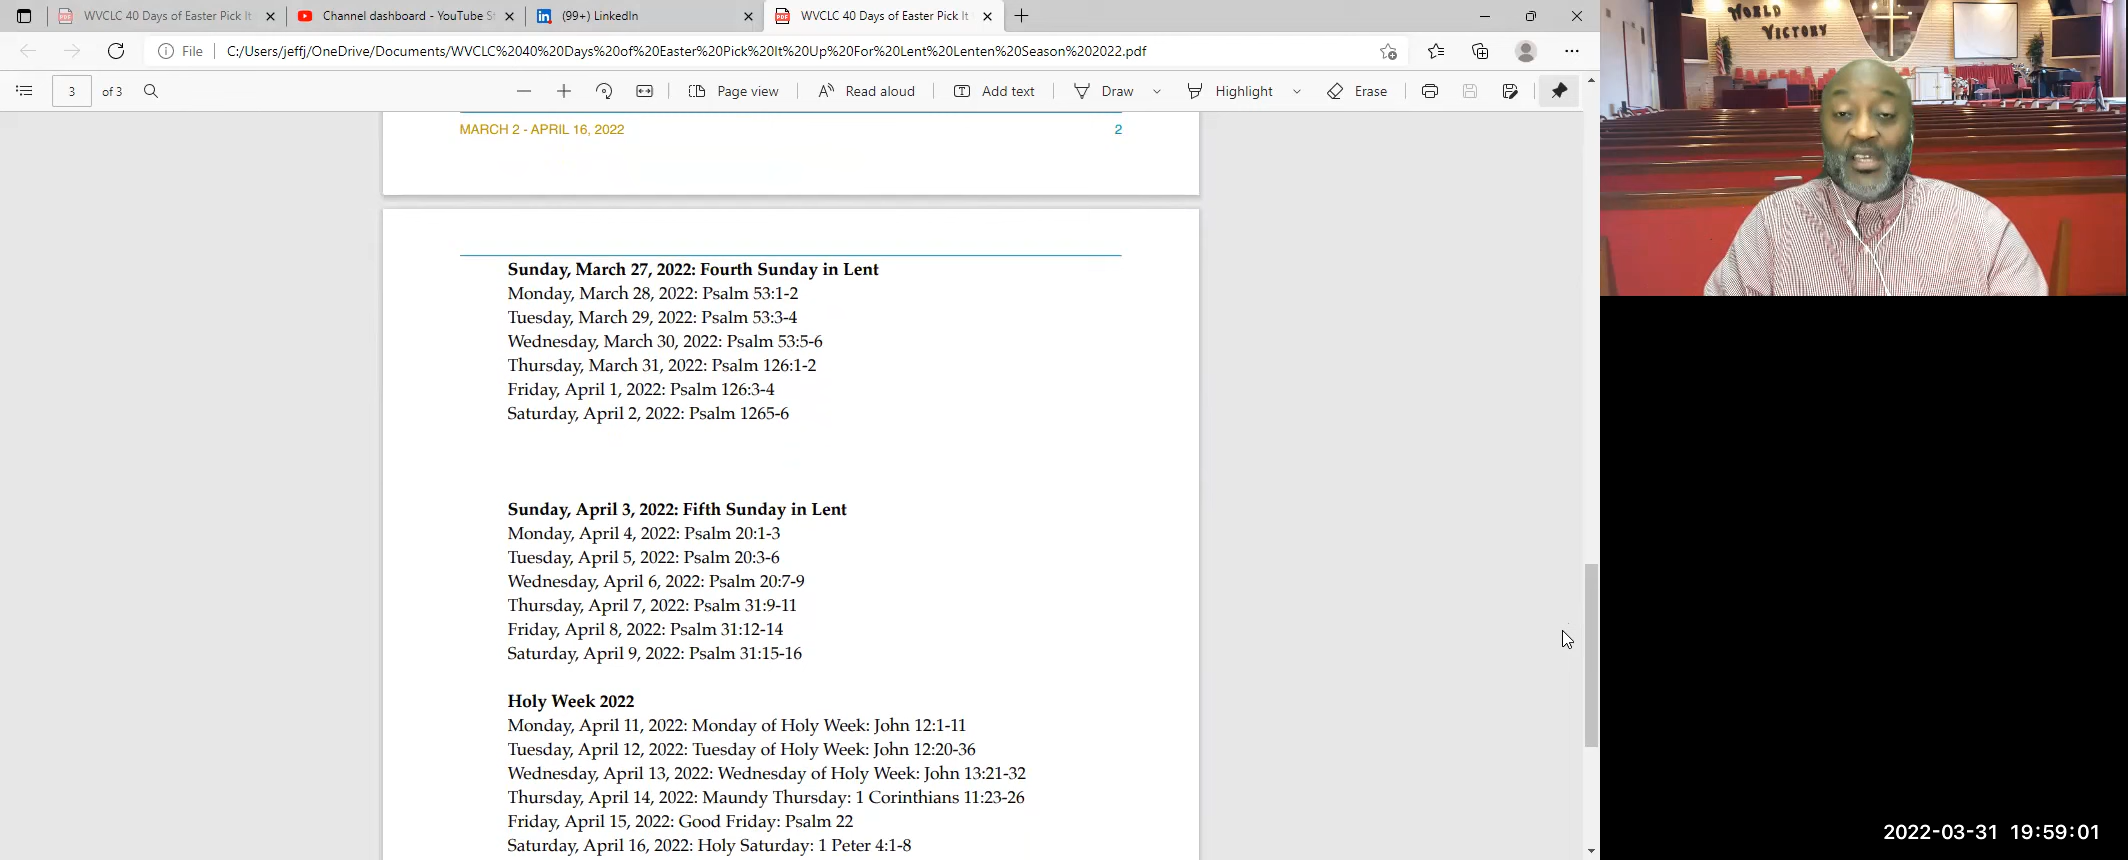 WVCLC 40 Days of Easter Pick It
Channel dashboard - YouTube S
(99+) LinkedIn
WVCLC 40 Days of Easter Pick It
File
C:/Users/jeffj/OneDrive/Documents/WVCLC%2040%20Days%20of%20Easter%20Pick%20It%20Up%20For%20Lent%20Lenten%20Season%202022.pdf
3 of 3
Page view
Read aloud
Add text
Draw
Highlight
Erase
MARCH 2 - APRIL 16, 2022 2
Sunday, March 27, 2022: Fourth Sunday in Lent
Monday, March 28, 2022: Psalm 53:1-2
Tuesday, March 29, 2022: Psalm 53:3-4
Wednesday, March 30, 2022: Psalm 53:5-6
Thursday, March 31, 2022: Psalm 126:1-2
Friday, April 1, 2022: Psalm 126:3-4
Saturday, April 2, 2022: Psalm 1265-6
Sunday, April 3, 2022: Fifth Sunday in Lent
Monday, April 4, 2022: Psalm 20:1-3
Tuesday, April 5, 2022: Psalm 20:3-6
Wednesday, April 6, 2022: Psalm 20:7-9
Thursday, April 7, 2022: Psalm 31:9-11
Friday, April 8, 2022: Psalm 31:12-14
Saturday, April 9, 2022: Psalm 31:15-16
Holy Week 2022
Monday, April 11, 2022: Monday of Holy Week: John 12:1-11
Tuesday, April 12, 2022: Tuesday of Holy Week: John 12:20-36
Wednesday, April 13, 2022: Wednesday of Holy Week: John 13:21-32
Thursday, April 14, 2022: Maundy Thursday: 1 Corinthians 11:23-26
Friday, April 15, 2022: Good Friday: Psalm 22
Saturday, April 16, 2022: Holy Saturday: 1 Peter 4:1-8
WORLD
VICTORY
2022-03-31 19:59:01